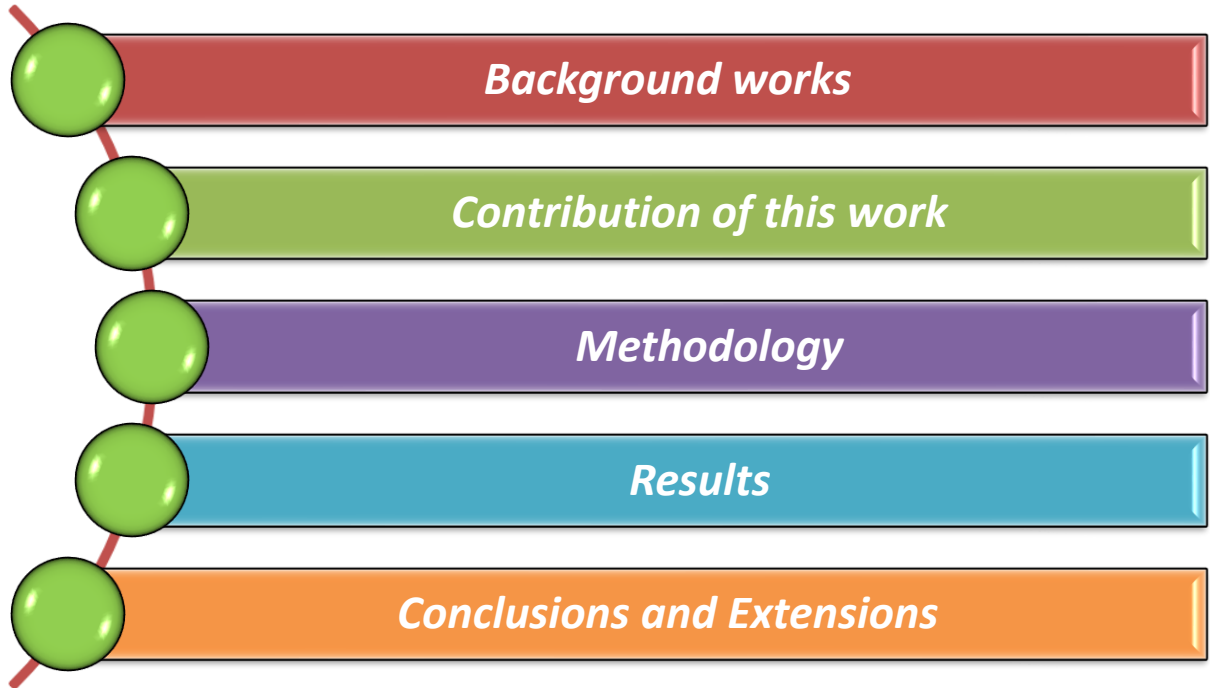 Background works
Contribution of this work
Methodology
Results
Conclusions and Extensions